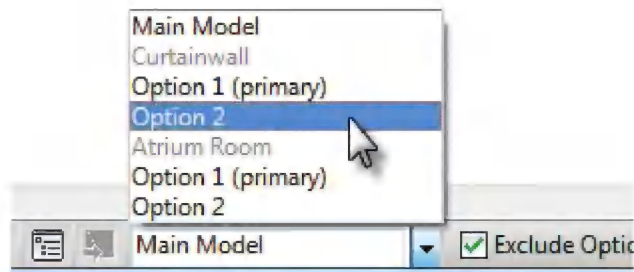 Main Model
Curtainwall
Option 1 (primary)
Option 2
Atrium Room
Option 1 (primary)
Option 2
Main Model
Exclude Optic